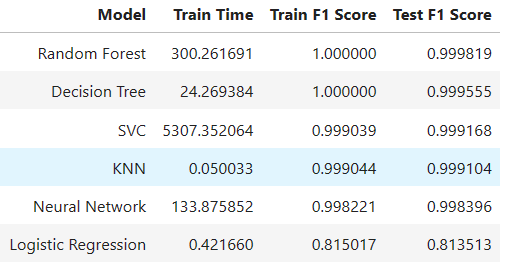 Model Train Time Train F1 Score Test F1 Score
Random Forest 300.261691 1.000000 0.999819
Decision Tree 24.269384 1.000000 0.999555
SVC 5307.352064 0.999039 0.999168
KNN 0.050033 0.999044 0.999104
Neural Network 133.875852 0.998221 0.998396
Logistic Regression 0.421660 0.815017 0.813513